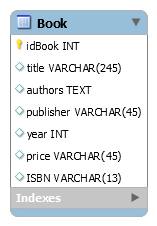 Book
idBook INT
title VARCHAR(245)
authors TEXT
publisher VARCHAR(45)
year INT
price VARCHAR(45)
ISBN VARCHAR(13)
Indexes